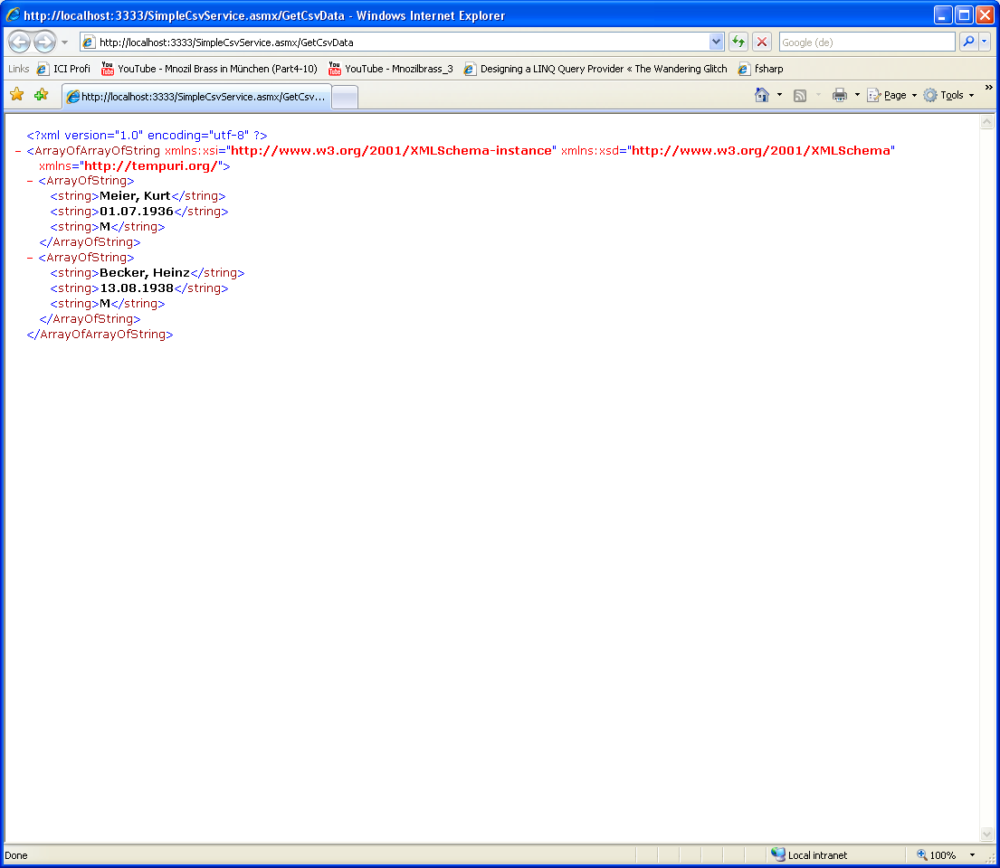 http://localhost:3333/SimpleCsvService.asmx/GetCsvData - Windows Internet Explorer
http://localhost:3333/SimpleCsvService.asmx/GetCsvData Google (de)
Links ICI Profi YouTube - Mnozil Brass in München (Part4-10) YouTube - Mnozilbrass_3 Designing a LINQ Query Provider « The Wandering Glitch fsharp
http://localhost:3333/SimpleCsvService.asmx/GetCsv... Page Tools »
<?xml version="1.0" encoding="utf-8" ?>
- <ArrayOfArrayOfString xmlns:xsi="http://www.w3.org/2001/XMLSchema-instance" xmlns:xsd="http://www.w3.org/2001/XMLSchema"
xmlns="http://tempuri.org/">
- <ArrayOfString>
<string>Meier, Kurt</string>
<string>01.07.1936</string>
<string>M</string>
</ArrayOfString>
- <ArrayOfString>
<string>Becker, Heinz</string>
<string>13.08.1938</string>
<string>M</string>
</ArrayOfString>
</ArrayOfArrayOfString>
Done Local intranet 100%